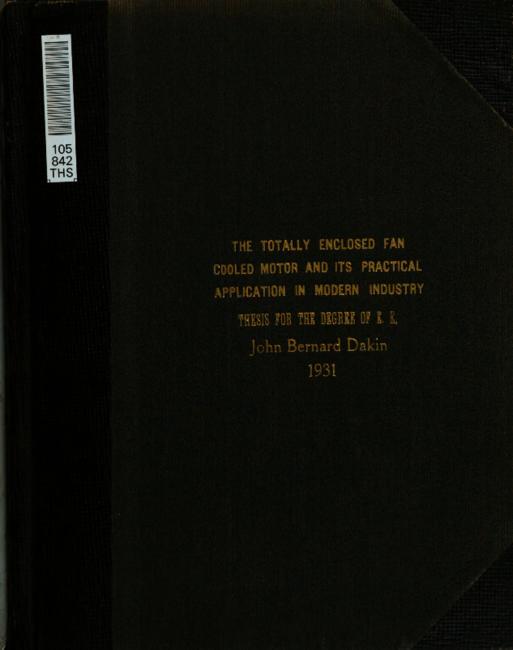 105
842
THS
THE TOTALLY ENCLOSED FAN
COOLED MOTOR AND ITS PRACTICAL
APPLICATION IN MODERN INDUSTRY
THESIS FOR THE DEGREE OF E. E.
John Bernard Dakin
1931